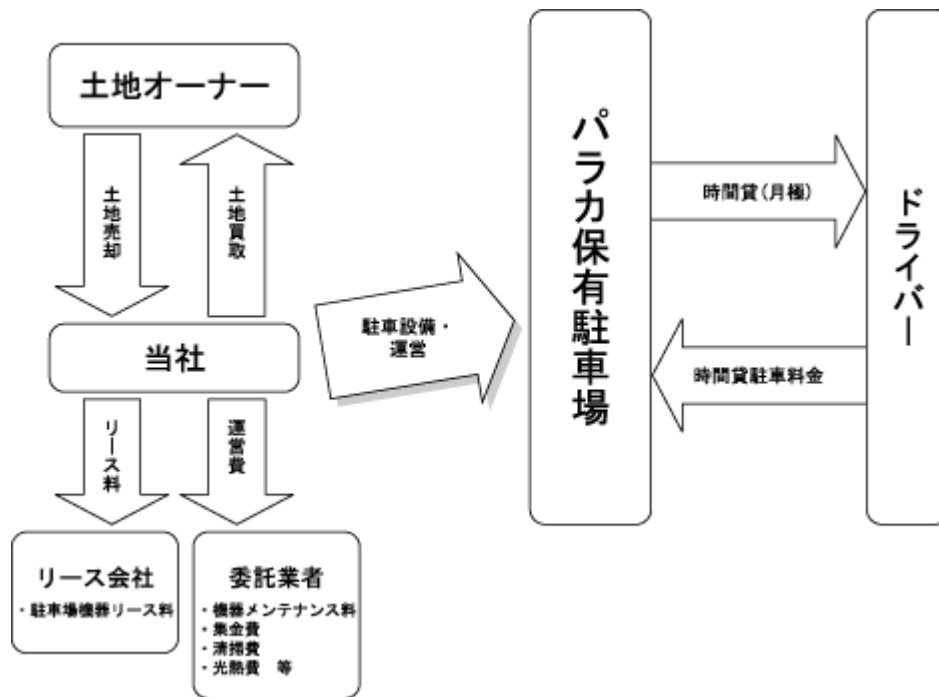 土地オーナー
土地売却
土地買取
当社
リース料
運営費
リース会社
・駐車場機器リース料
委託業者
・機器メンテナンス料
・集金費
・清掃費
・光熱費　等
駐車設備・
運営
パラカ保有駐車場
時間貸(月極)
時間貸駐車料金
ドライバー